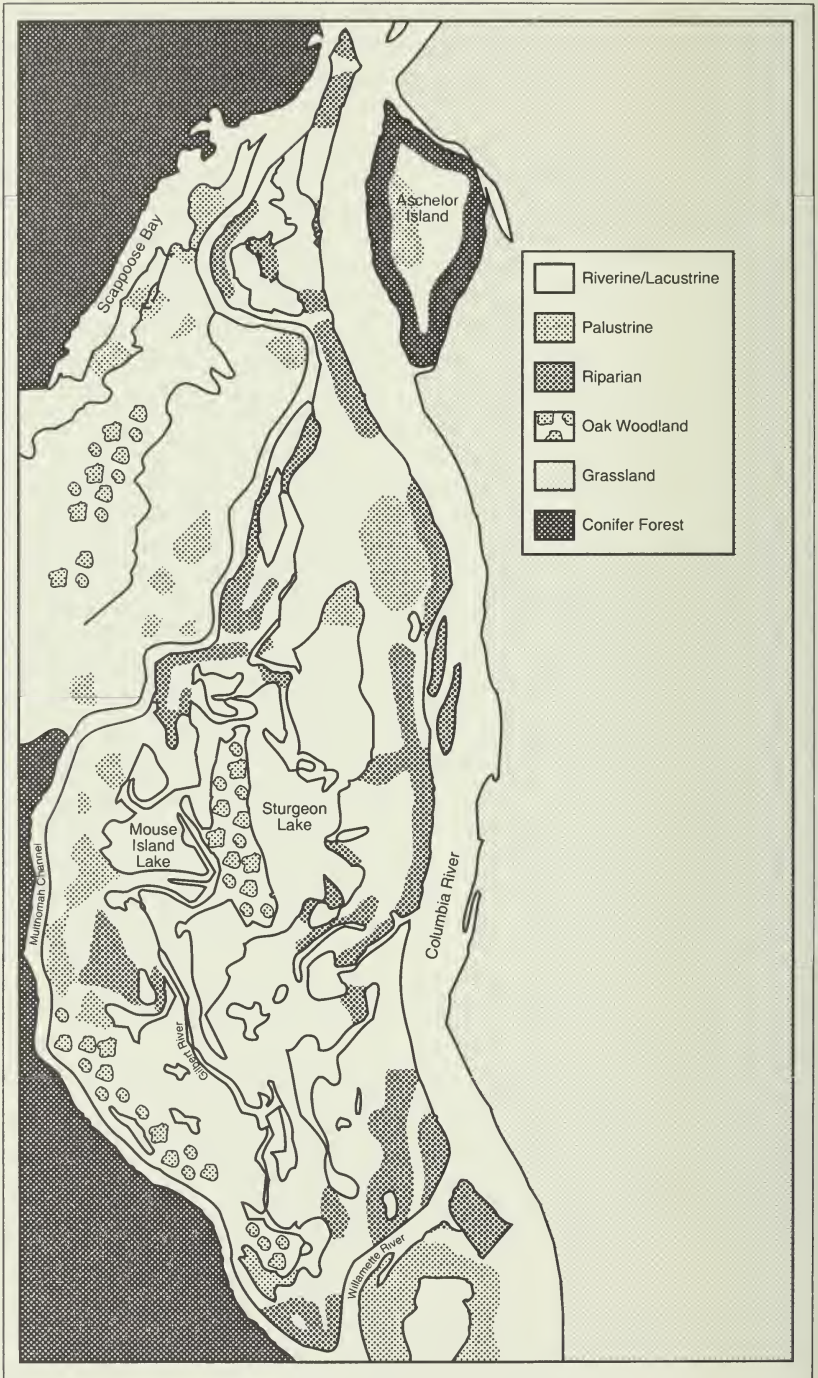 Aschelor
Island
Scappoose Bay
Riverine/Lacustrine
Palustrine
Riparian
Oak Woodland
Grassland
Conifer Forest
Sturgeon
Lake
Mouse
Island
Lake
Multnomah Channel
Columbia River
Gilbert River
Willamette River